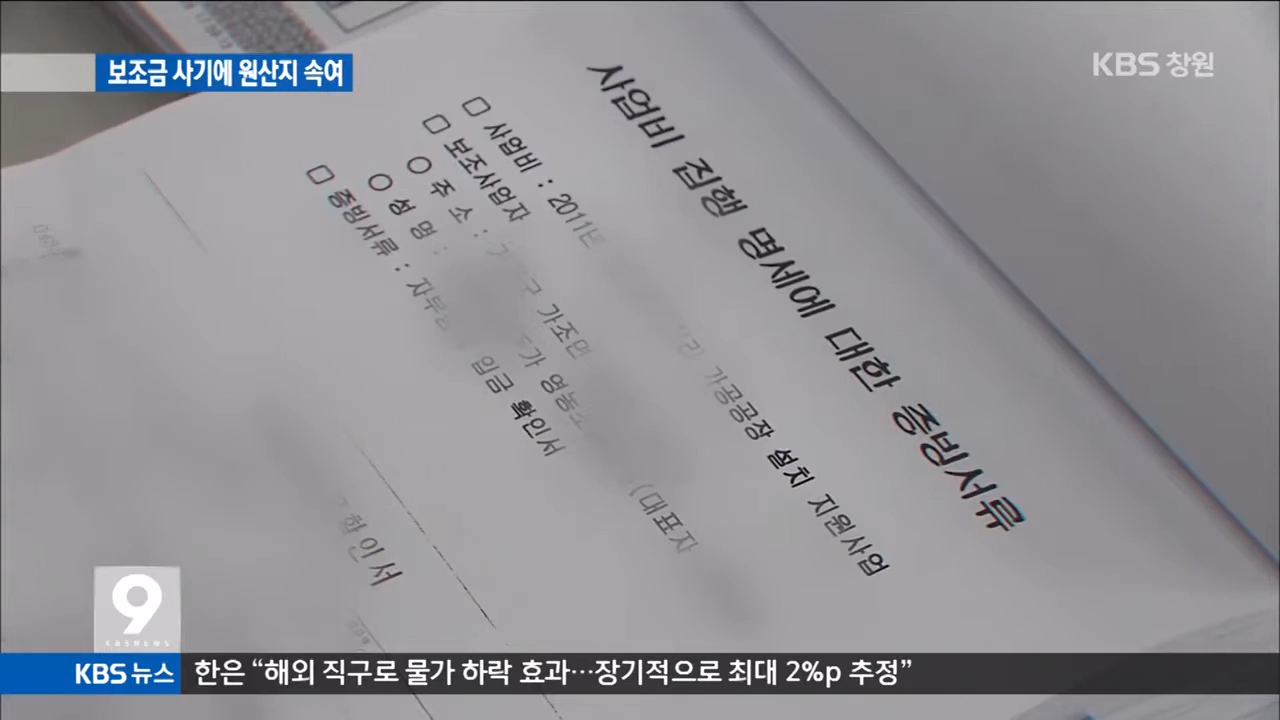 보조금 사기에 원산지 속여
KBS 창원
사업비 집행 명세에 대한 증빙서류
□ 사업비 : 2011년 가공공장 설치 지원사업
□ 보조사업자
○ 주 소 : 구 가조면
○ 성 명 : 가 영농 (대표자
□ 증빙서류 : 자부 입금 확인서
확인서
9
KBS NEWS
KBS 뉴스
한은 “해외 직구로 물가 하락 효과…장기적으로 최대 2%p 추정”